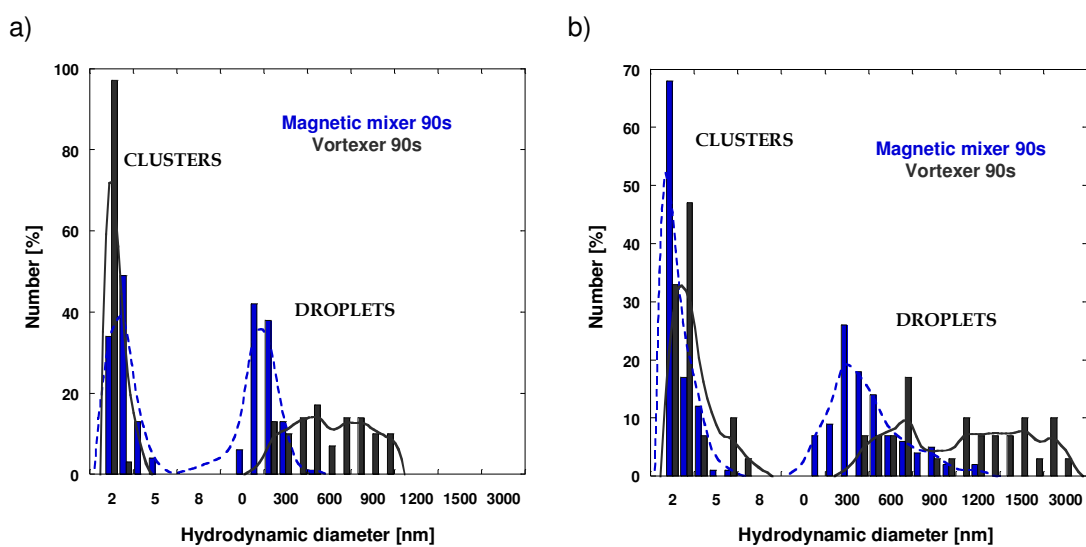 a)
100
80
60
40
20
0
Number [%]
Magnetic mixer 90s
Vortexer 90s
CLUSTERS
DROPLETS
2 5 8 0 300 600 900 1200 1500 3000
Hydrodynamic diameter [nm]
b)
70
60
50
40
30
20
10
0
Number [%]
CLUSTERS
Magnetic mixer 90s
Vortexer 90s
DROPLETS
2 5 8 0 300 600 900 1200 1500 3000
Hydrodynamic diameter [nm]